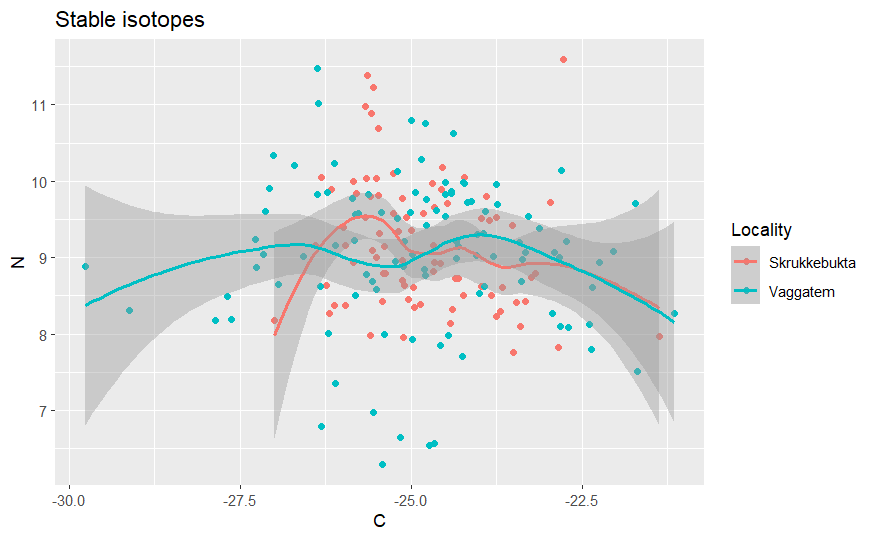 Stable isotopes
11
10
9
8
7
N
-30.0
-27.5
-25.0
-22.5
C
Locality
Skrukkebukta
Vaggatem